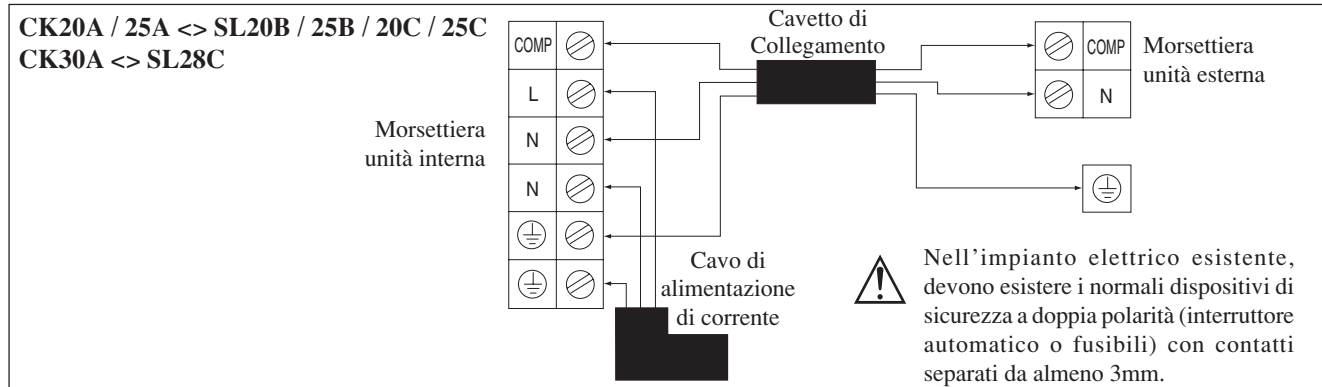 CK20A / 25A <> SL20B / 25B / 20C / 25C
CK30A <> SL28C
Morsettiera
unità interna
COMP
L
N
N
Cavetto di
Collegamento
COMP
N
Morsettiera
unità esterna
Cavo di
alimentazione
di corrente
Nell'impianto elettrico esistente,
devono esistere i normali dispositivi di
sicurezza a doppia polarità (interruttore
automatico o fusibili) con contatti
separati da almeno 3mm.